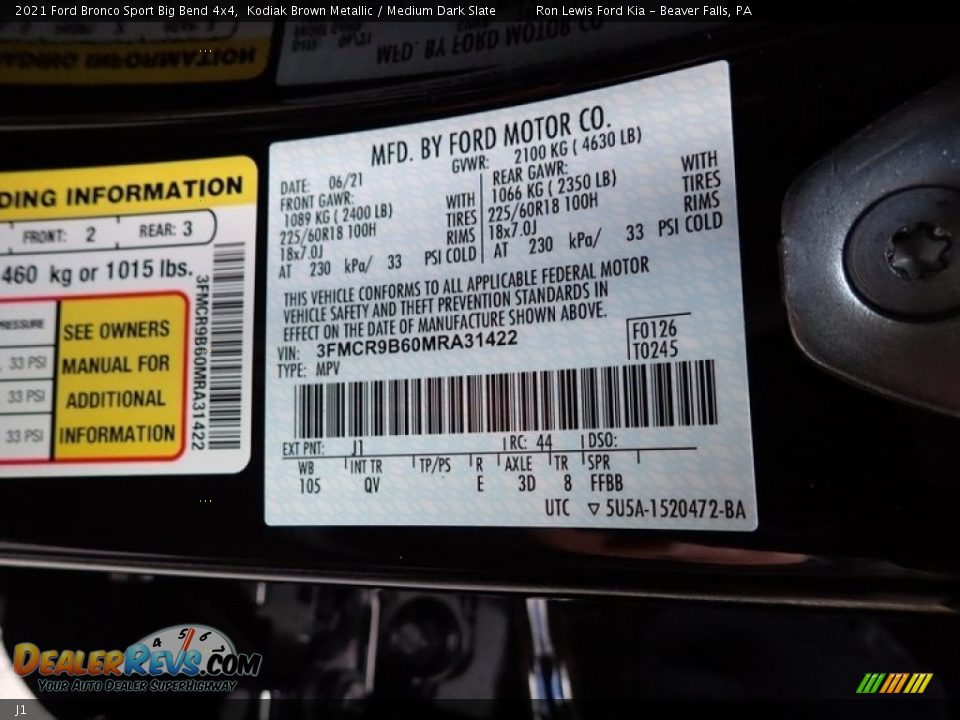 2021 Ford Bronco Sport Big Bend 4x4, Kodiak Brown Metallic / Medium Dark Slate Ron Lewis Ford Kia - Beaver Falls, PA
DING INFORMATION
FRONT: 2 REAR: 3
460 kg or 1015 lbs.
33 PSI
33 PSI
33 PSI
SEE OWNERS
MANUAL FOR
ADDITIONAL
INFORMATION
3FMCR9B60MRA31422
MFD. BY FORD MOTOR CO.
DATE: 06/21 GVWR: 2100 KG ( 4630 LB)
FRONT GAWR: REAR GAWR:
1089 KG (2400 LB) WITH 1066 KG ( 2350 LB) WITH
225/60R18 100H TIRES 225/60R18 100H TIRES
18x7.0J RIMS 18x7.0J RIMS
AT 230 kPa/ 33 PSI COLD AT 230 kPa/ 33 PSI COLD
THIS VEHICLE CONFORMS TO ALL APPLICABLE FEDERAL MOTOR
VEHICLE SAFETY AND THEFT PREVENTION STANDARDS IN
EFFECT ON THE DATE OF MANUFACTURE SHOWN ABOVE.
VIN: 3FMCR9B60MRA31422 F0126
TYPE: MPV T0245
EXT PNT: J1 RC: 44 DSO:
WB INT TR TP/PS R AXLE TR SPR
105 QV E 3D 8 FFBB
UTC ▽ 5U5A-1520472-BA
DEALERREVS.COM
YOUR AUTO DEALER SUPERHIGHWAY
J1